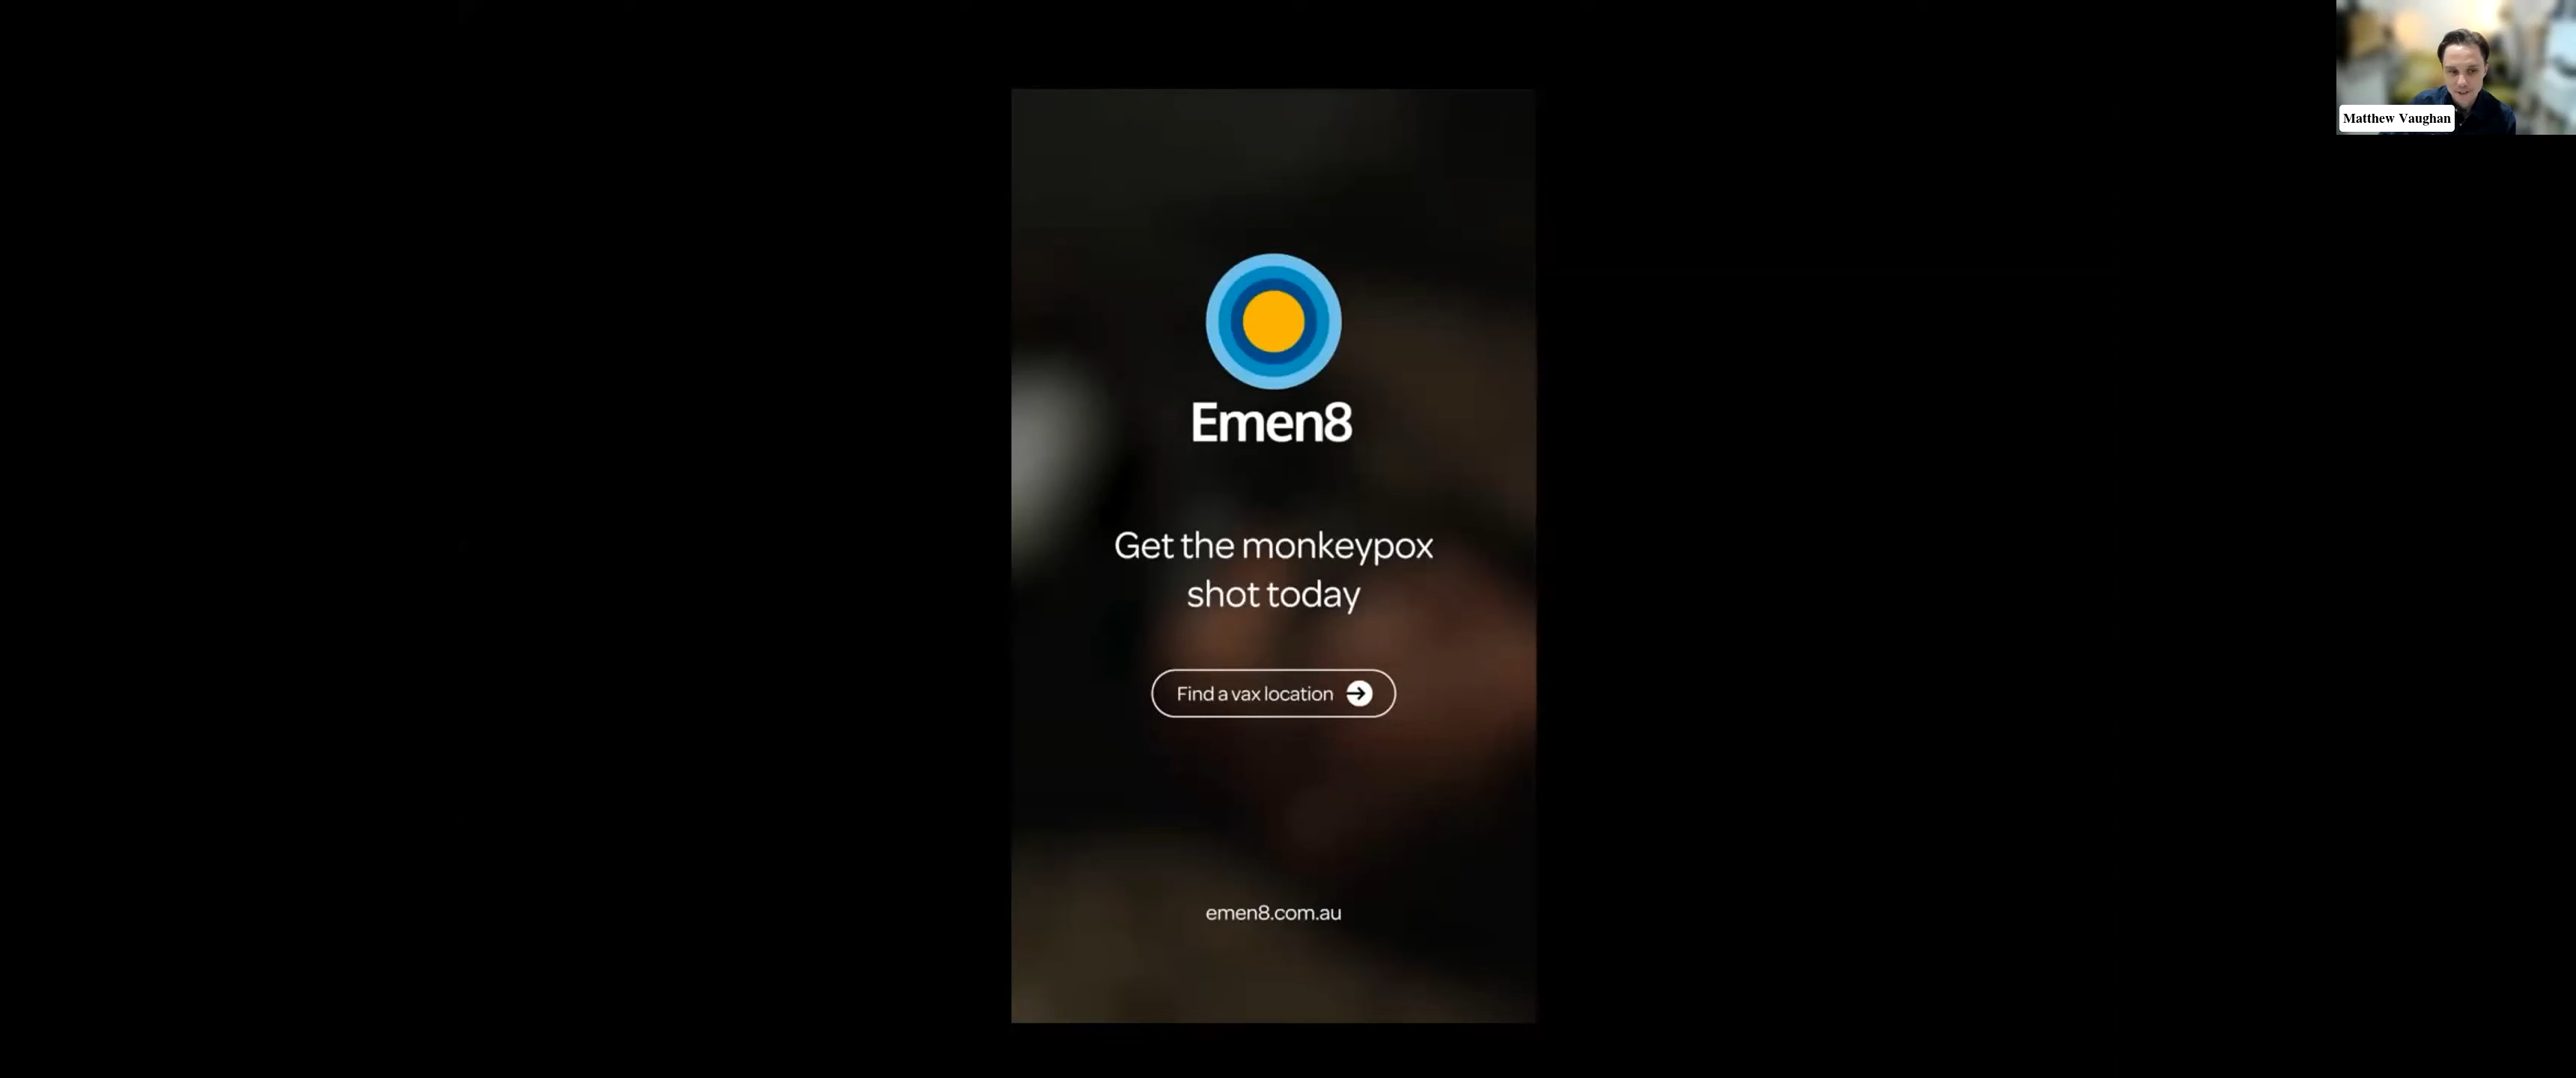 Matthew Vaughan
Emen8
Get the monkeypox
shot today
Find a vax location
emen8.com.au